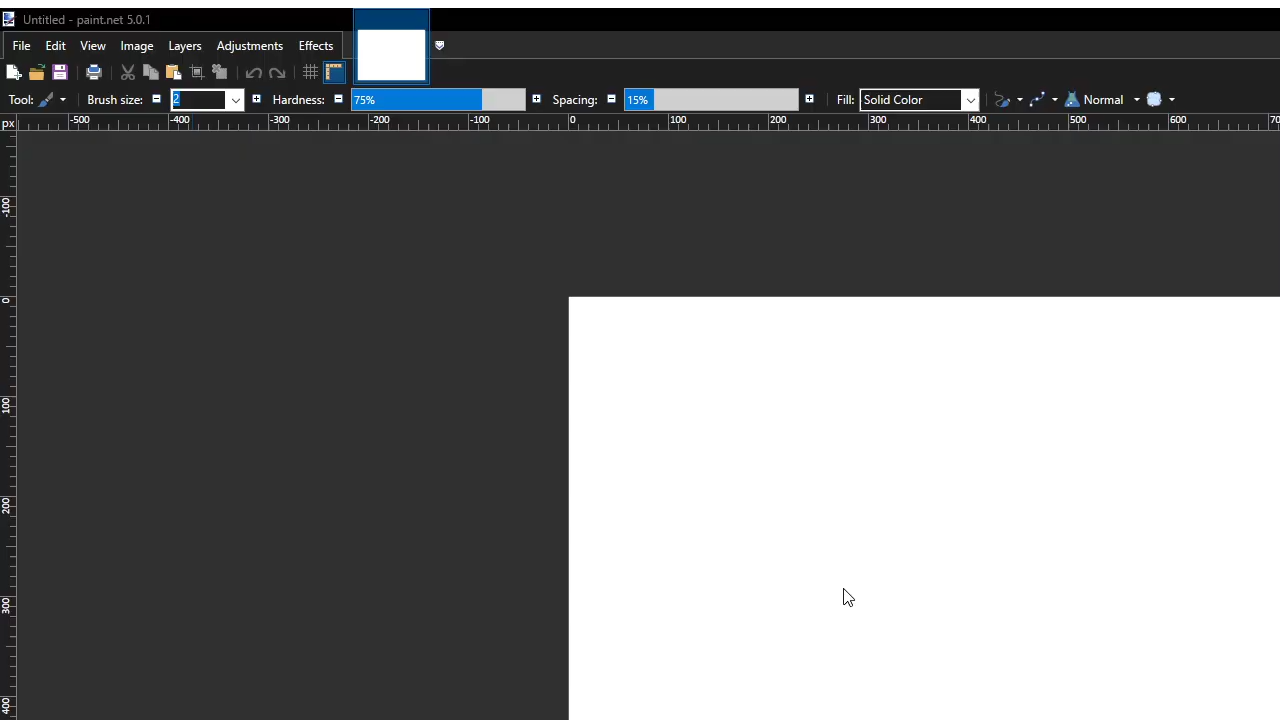 Untitled - paint.net 5.0.1
File Edit View Image Layers Adjustments Effects
Tool: Brush size: 2 Hardness: 75% Spacing: 15% Fill: Solid Color Normal
px -500 -400 -300 -200 -100 0 100 200 300 400 500 600 70
-100
0
100
200
300
400